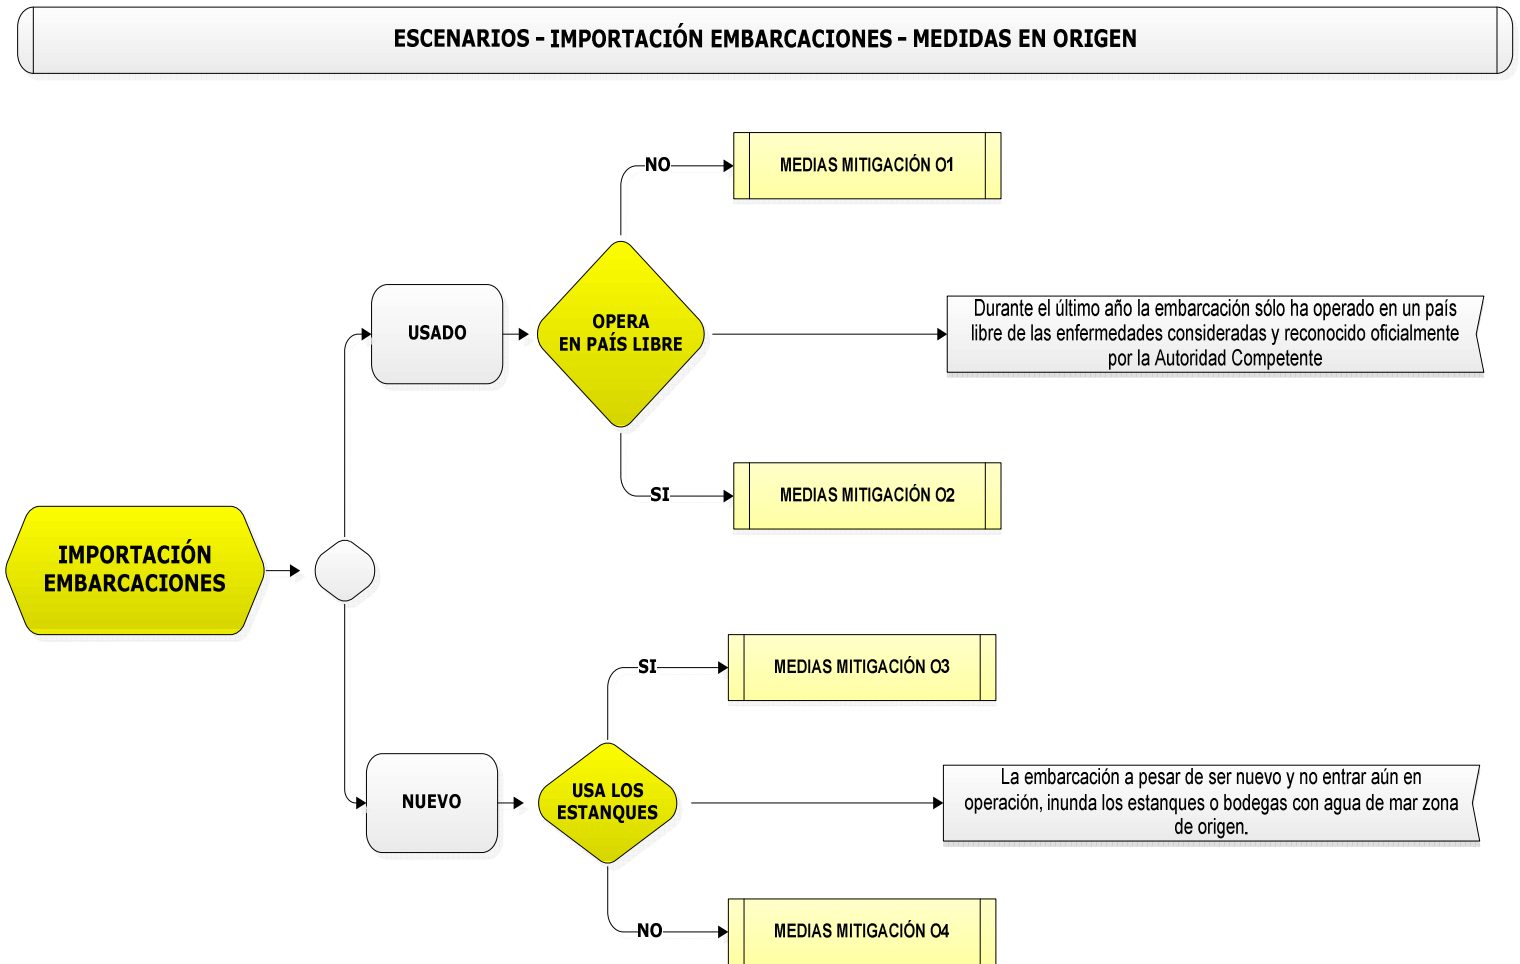 ESCENARIOS – IMPORTACIÓN EMBARCACIONES – MEDIDAS EN ORIGEN
NO
MEDIAS MITIGACIÓN O1
USADO
OPERA
EN PAÍS LIBRE
Durante el último año la embarcación sólo ha operado en un país
libre de las enfermedades consideradas y reconocido oficialmente
por la Autoridad Competente
SI
MEDIAS MITIGACIÓN O2
IMPORTACIÓN
EMBARCACIONES
SI
MEDIAS MITIGACIÓN O3
NUEVO
USA LOS
ESTANQUES
La embarcación a pesar de ser nuevo y no entrar aún en
operación, inunda los estanques o bodegas con agua de mar zona
de origen.
NO
MEDIAS MITIGACIÓN O4